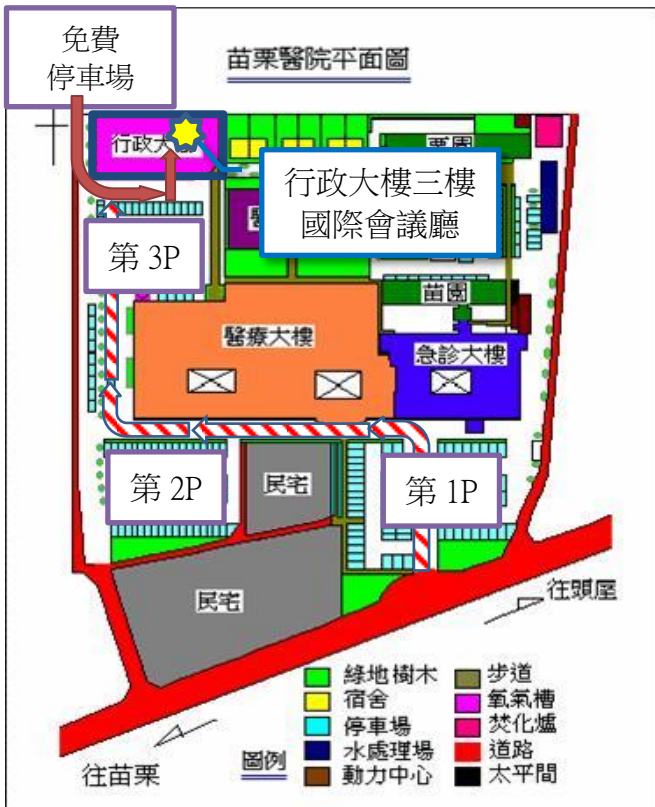 免費
停車場
苗栗醫院平面圖
行政大
栗園
行政大樓三樓
國際會議廳
醫
第 3P
苗園
醫療大樓
急診大樓
第 2P
民宅
第 1P
民宅
往頭屋
往苗栗
圖例
綠地樹木
宿舍
停車場
水處理場
動力中心
步道
氧氣槽
焚化爐
道路
太平間